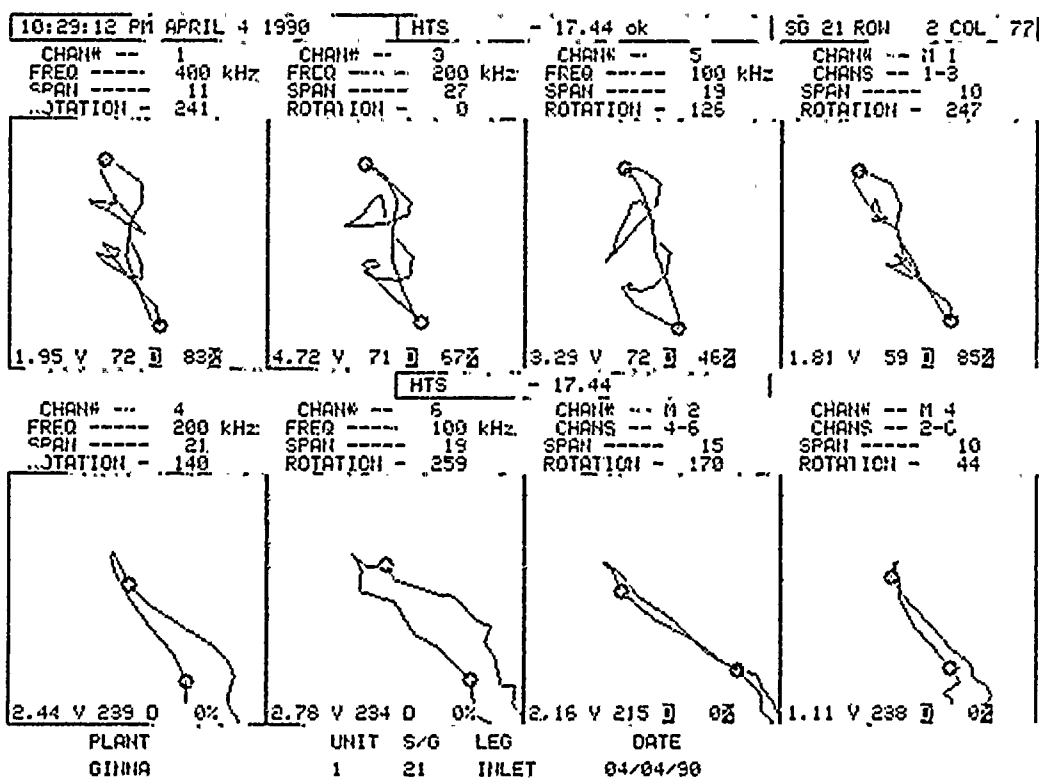 10:29:12 PM APRIL 4 1990 HTS - 17.44 ok SG 21 ROW 2 COL 77
CHAN# -- 1 CHAN# -- 3 CHAN# -- 5 CHAN# -- M 1
FREQ ----- 400 kHz FREQ ----- 200 kHz FREQ ----- 100 kHz CHANS -- 1-3
SPAN ----- 11 SPAN ----- 27 SPAN ----- 19 SPAN ----- 10
ROTATION - 241 ROTATION - 0 ROTATION - 126 ROTATION - 247
1.95 V 72 D 83% 4.72 V 71 D 67% 3.29 V 72 D 46% 1.81 V 59 D 85%
HTS - 17.44
CHAN# -- 4 CHAN# -- 6 CHAN# -- M 2 CHAN# -- M 4
FREQ ----- 200 kHz FREQ ----- 100 kHz CHANS -- 4-6 CHANS --
SPAN ----- 21 SPAN ----- 19 SPAN ----- 15 SPAN ----- 10
ROTATION - 140 ROTATION - 259 ROTATION - 170 ROTATION - 44
2.44 V 239 D 0% 2.78 V 234 D 0% 2.16 V 215 D 0% 1.11 V 238 D 0%
PLANT UNIT S/G LEG DATE
GINNA 1 21 INLET 04/04/90